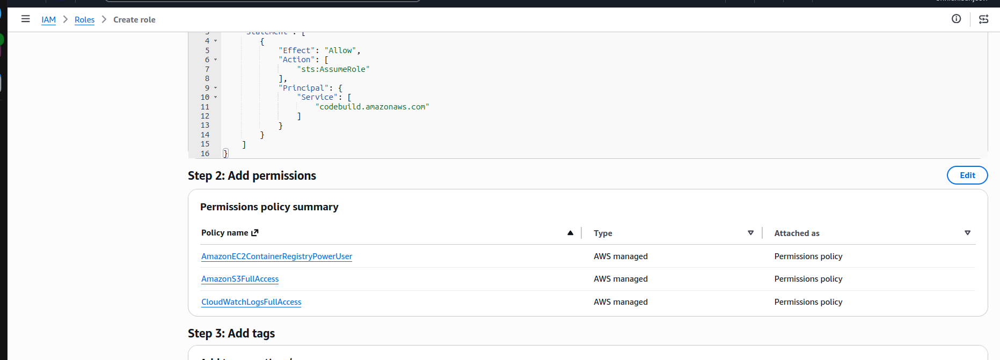 IAM > Roles > Create role
3 "Statement": [
4 {
5 "Effect": "Allow",
6 "Action": [
7 "sts:AssumeRole"
8 ],
9 "Principal": {
10 "Service": [
11 "codebuild.amazonaws.com"
12 ]
13 }
14 }
15 ]
16 }
Step 2: Add permissions
Edit
Permissions policy summary
Policy name Type Attached as
AmazonEC2ContainerRegistryPowerUser AWS managed Permissions policy
AmazonS3FullAccess AWS managed Permissions policy
CloudWatchLogsFullAccess AWS managed Permissions policy
Step 3: Add tags